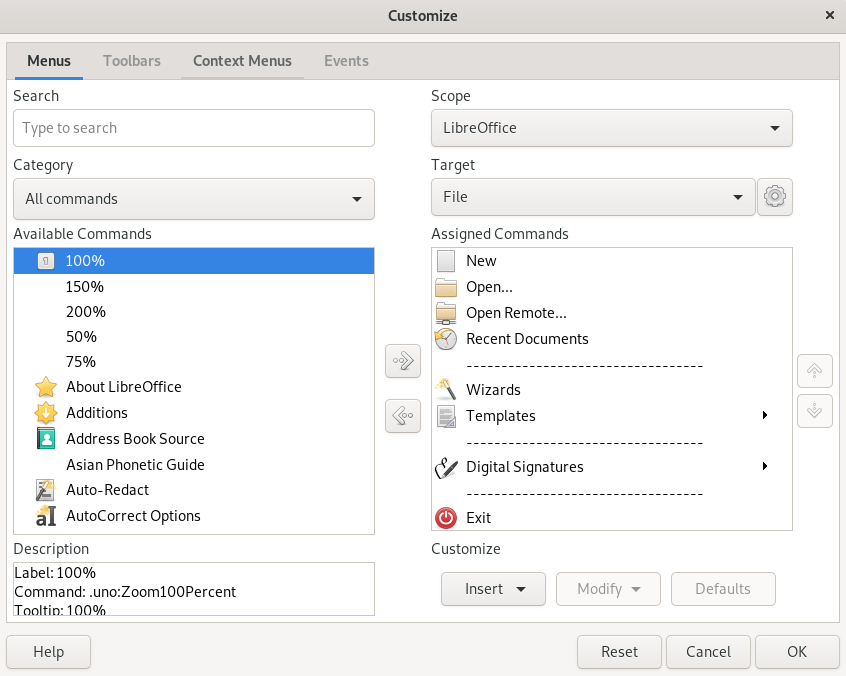 Customize
Menus
Toolbars
Context Menus
Events
Search
Type to search
Category
All commands
Available Commands
100%
150%
200%
50%
75%
About LibreOffice
Additions
Address Book Source
Asian Phonetic Guide
Auto-Redact
AutoCorrect Options
Description
Label: 100%
Command: .uno:Zoom100Percent
Tooltip: 100%
Scope
LibreOffice
Target
File
Assigned Commands
New
Open...
Open Remote...
Recent Documents
----------------------------------
Wizards
Templates
----------------------------------
Digital Signatures
----------------------------------
Exit
Customize
Insert
Modify
Defaults
Help
Reset
Cancel
OK